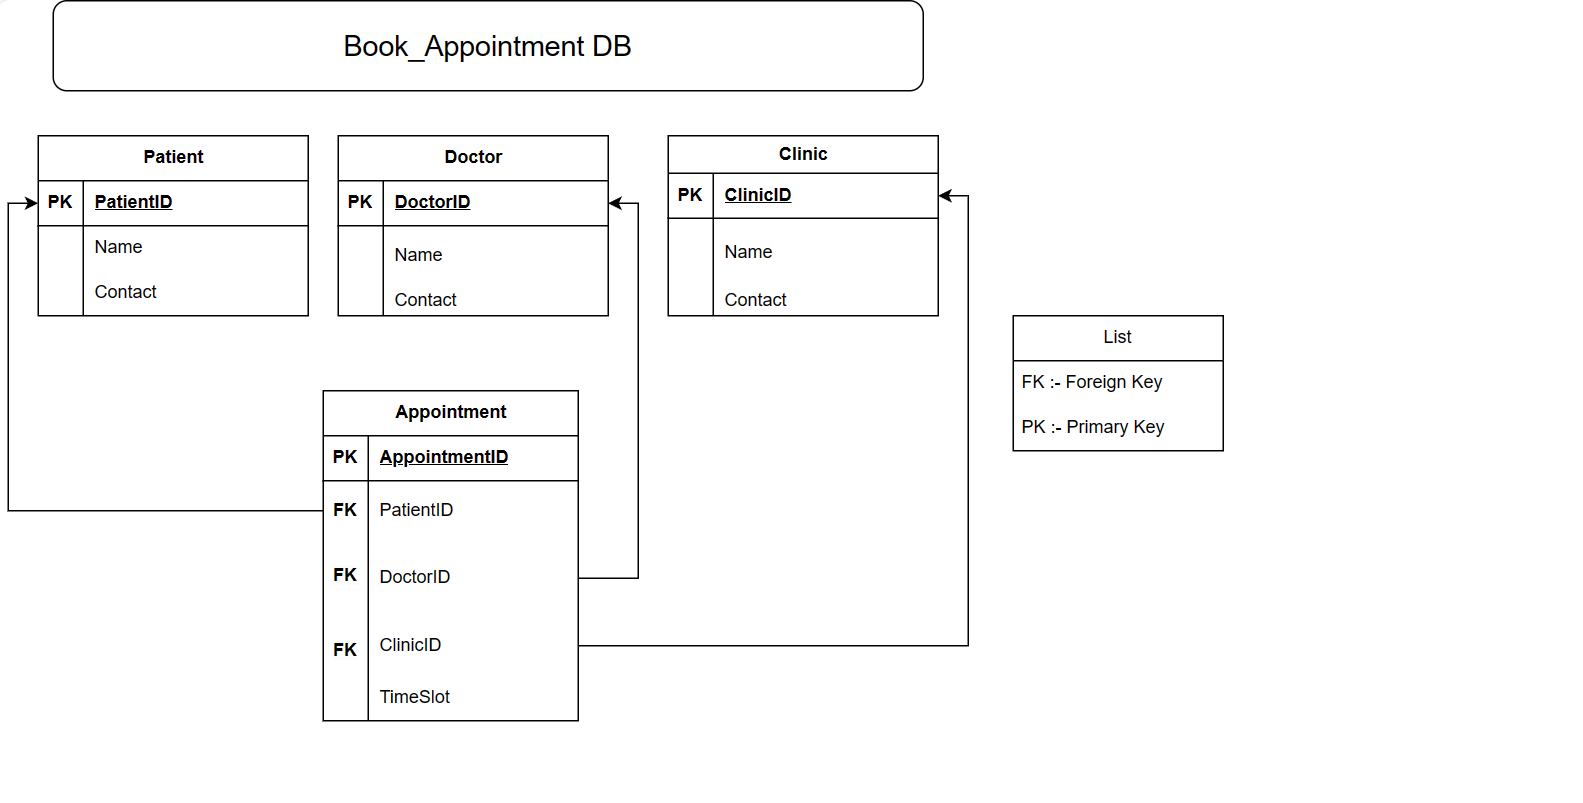 Book_Appointment DB
Patient
PK PatientID
Name
Contact
Doctor
PK DoctorID
Name
Contact
Clinic
PK ClinicID
Name
Contact
List
FK :- Foreign Key
PK :- Primary Key
Appointment
PK AppointmentID
FK PatientID
FK DoctorID
FK ClinicID
TimeSlot